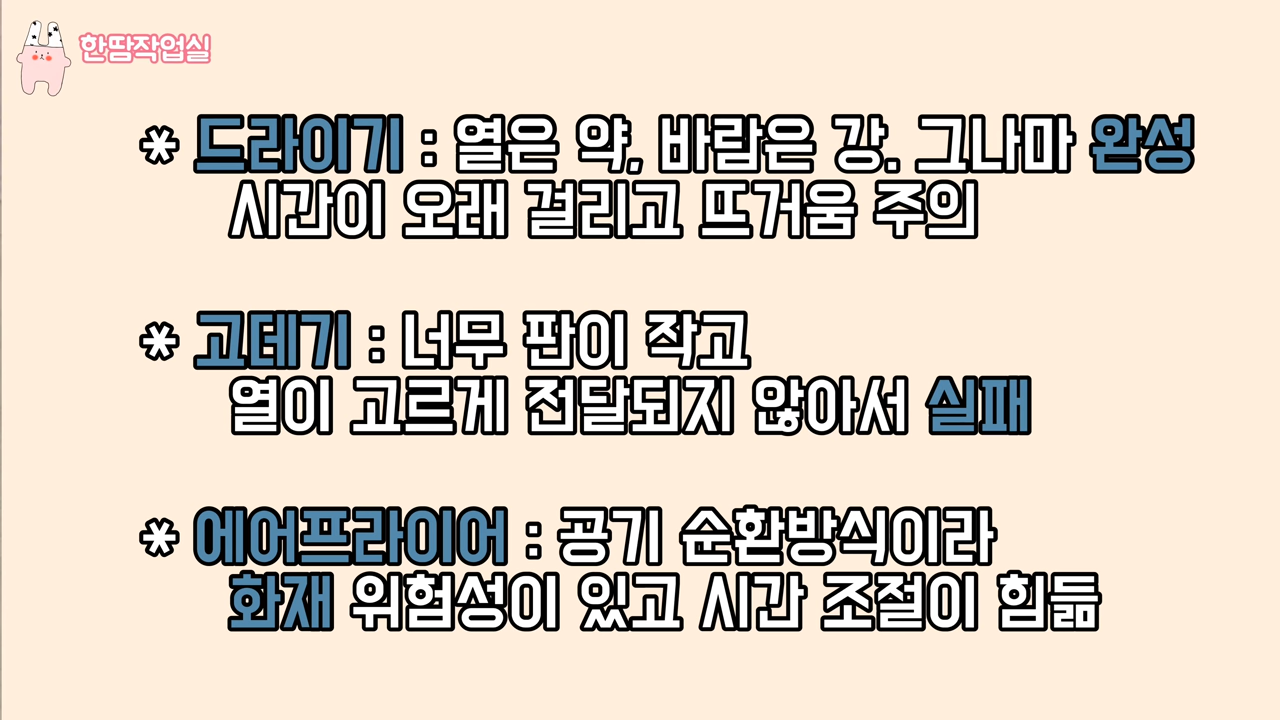 한땀작업실
* 드라이기 : 열은 약, 바람은 강. 그나마 완성
시간이 오래 걸리고 뜨거움 주의
* 고데기 : 너무 판이 작고
열이 고르게 전달되지 않아서 실패
* 에어프라이어 : 공기 순환방식이라
화재 위험성이 있고 시간 조절이 힘듦